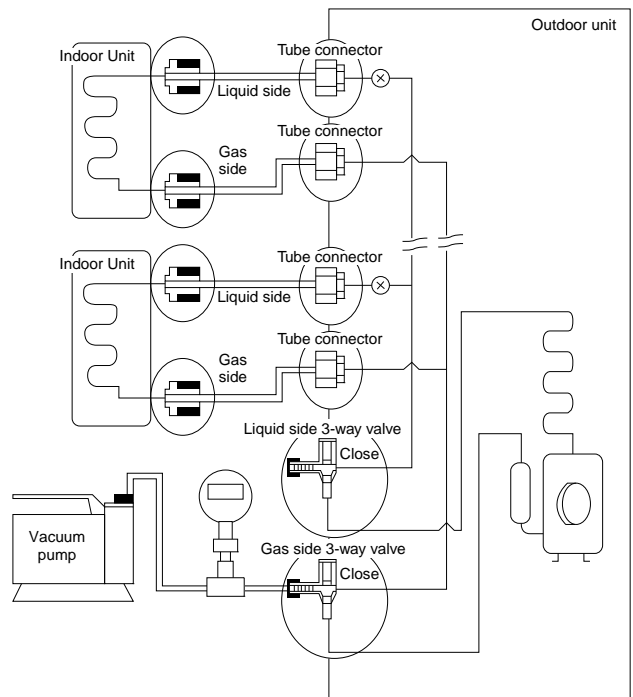 Outdoor unit
Indoor Unit
Tube connector
Liquid side
Tube connector
Gas
side
Indoor Unit
Tube connector
Liquid side
Tube connector
Gas
side
Liquid side 3-way valve
Close
Vacuum
pump
Gas side 3-way valve
Close